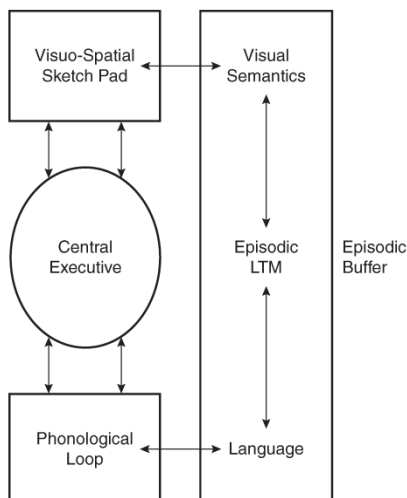 Visuo-Spatial
Sketch Pad
Visual
Semantics
Central
Executive
Episodic
LTM
Episodic
Buffer
Phonological
Loop
Language